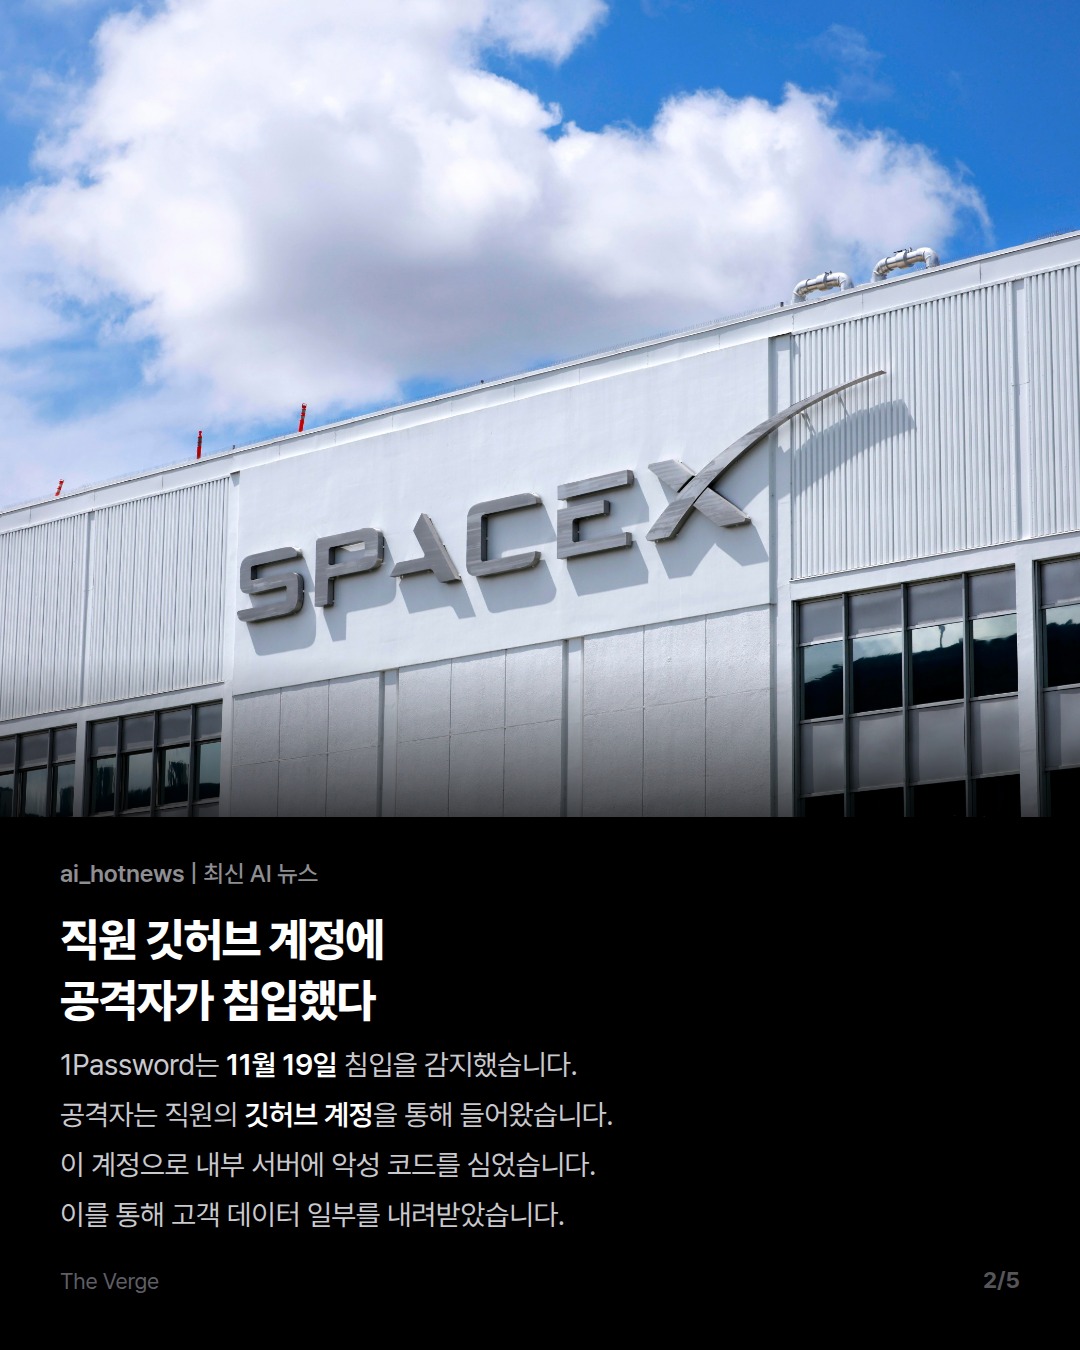 SPACEX
ai_hotnews | 최신 AI 뉴스
직원 깃허브 계정에
공격자가 침입했다
1Password는 11월 19일 침입을 감지했습니다.
공격자는 직원의 깃허브 계정을 통해 들어왔습니다.
이 계정으로 내부 서버에 악성 코드를 심었습니다.
이를 통해 고객 데이터 일부를 내려받았습니다.
The Verge
2/5